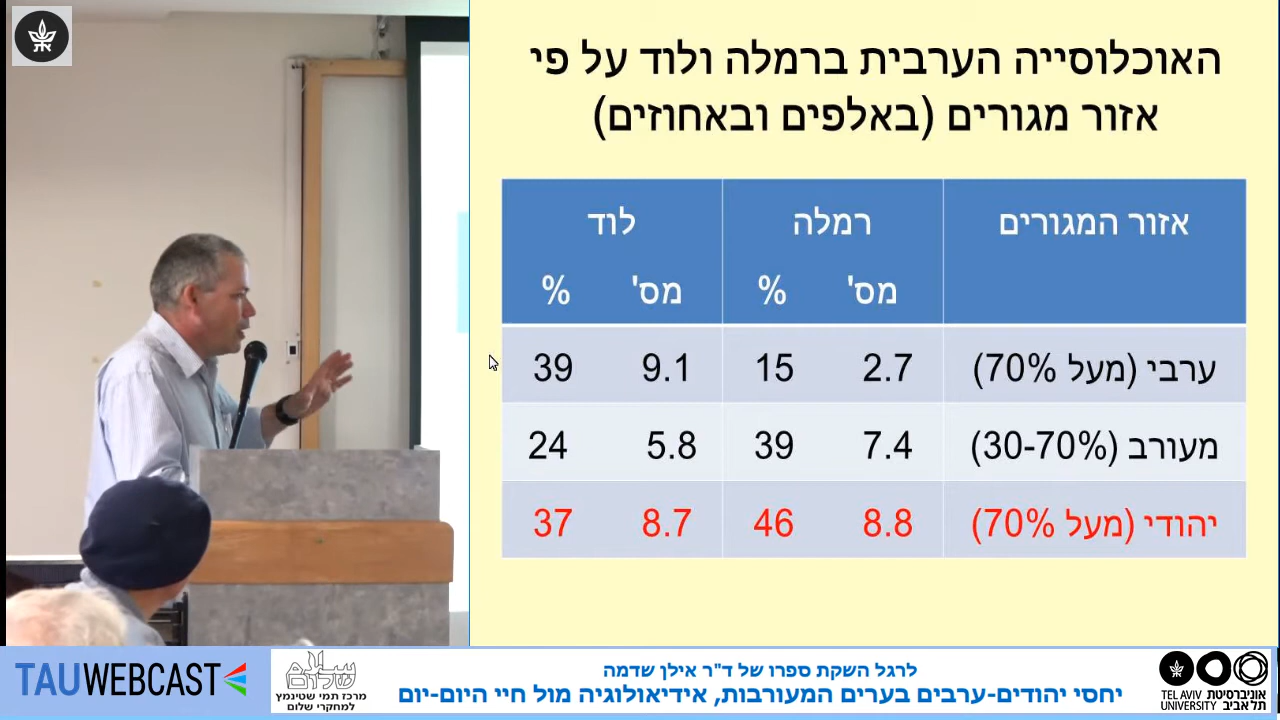 האוכלוסייה הערבית ברמלה ולוד על פי
אזור מגורים (באלפים ובאחוזים)
אזור המגורים רמלה לוד
מס' % מס' %
ערבי (מעל 70%) 2.7 15 9.1 39
מעורב (30-70%) 7.4 39 5.8 24
יהודי (מעל 70%) 8.8 46 8.7 37
TAUWEBCAST
שלום
מרכז תמי שטינמץ
למחקרי שלום
לרגל השקת ספרו של ד"ר אילן שדמה
יחסי יהודים-ערבים בערים המעורבות, אידיאולוגיה מול חיי היום-יום
TEL AVIV אוניברסיטת
UNIVERSITY תל אביב